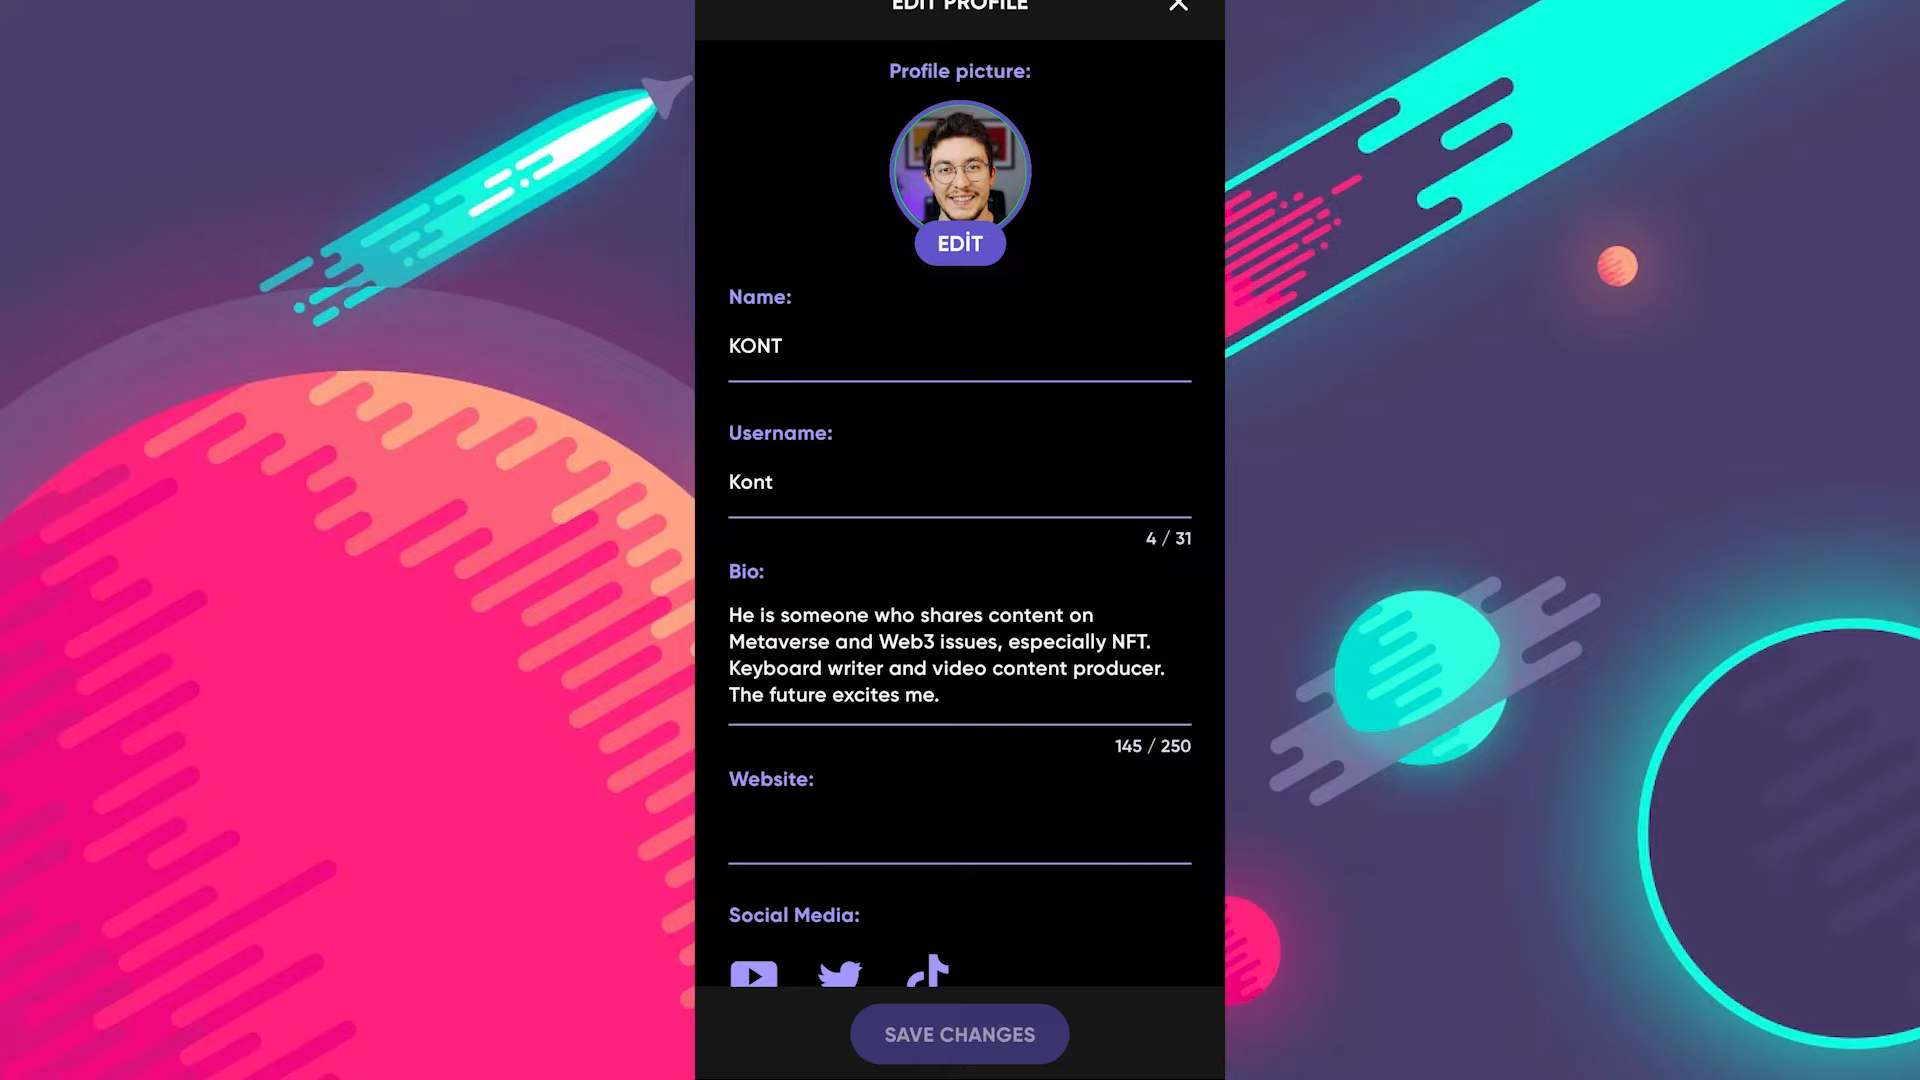 EDIT PROFILE
Profile picture:
EDİT
Name:
KONT
Username:
Kont
4 / 31
Bio:
He is someone who shares content on
Metaverse and Web3 issues, especially NFT.
Keyboard writer and video content producer.
The future excites me.
145 / 250
Website:
Social Media:
SAVE CHANGES